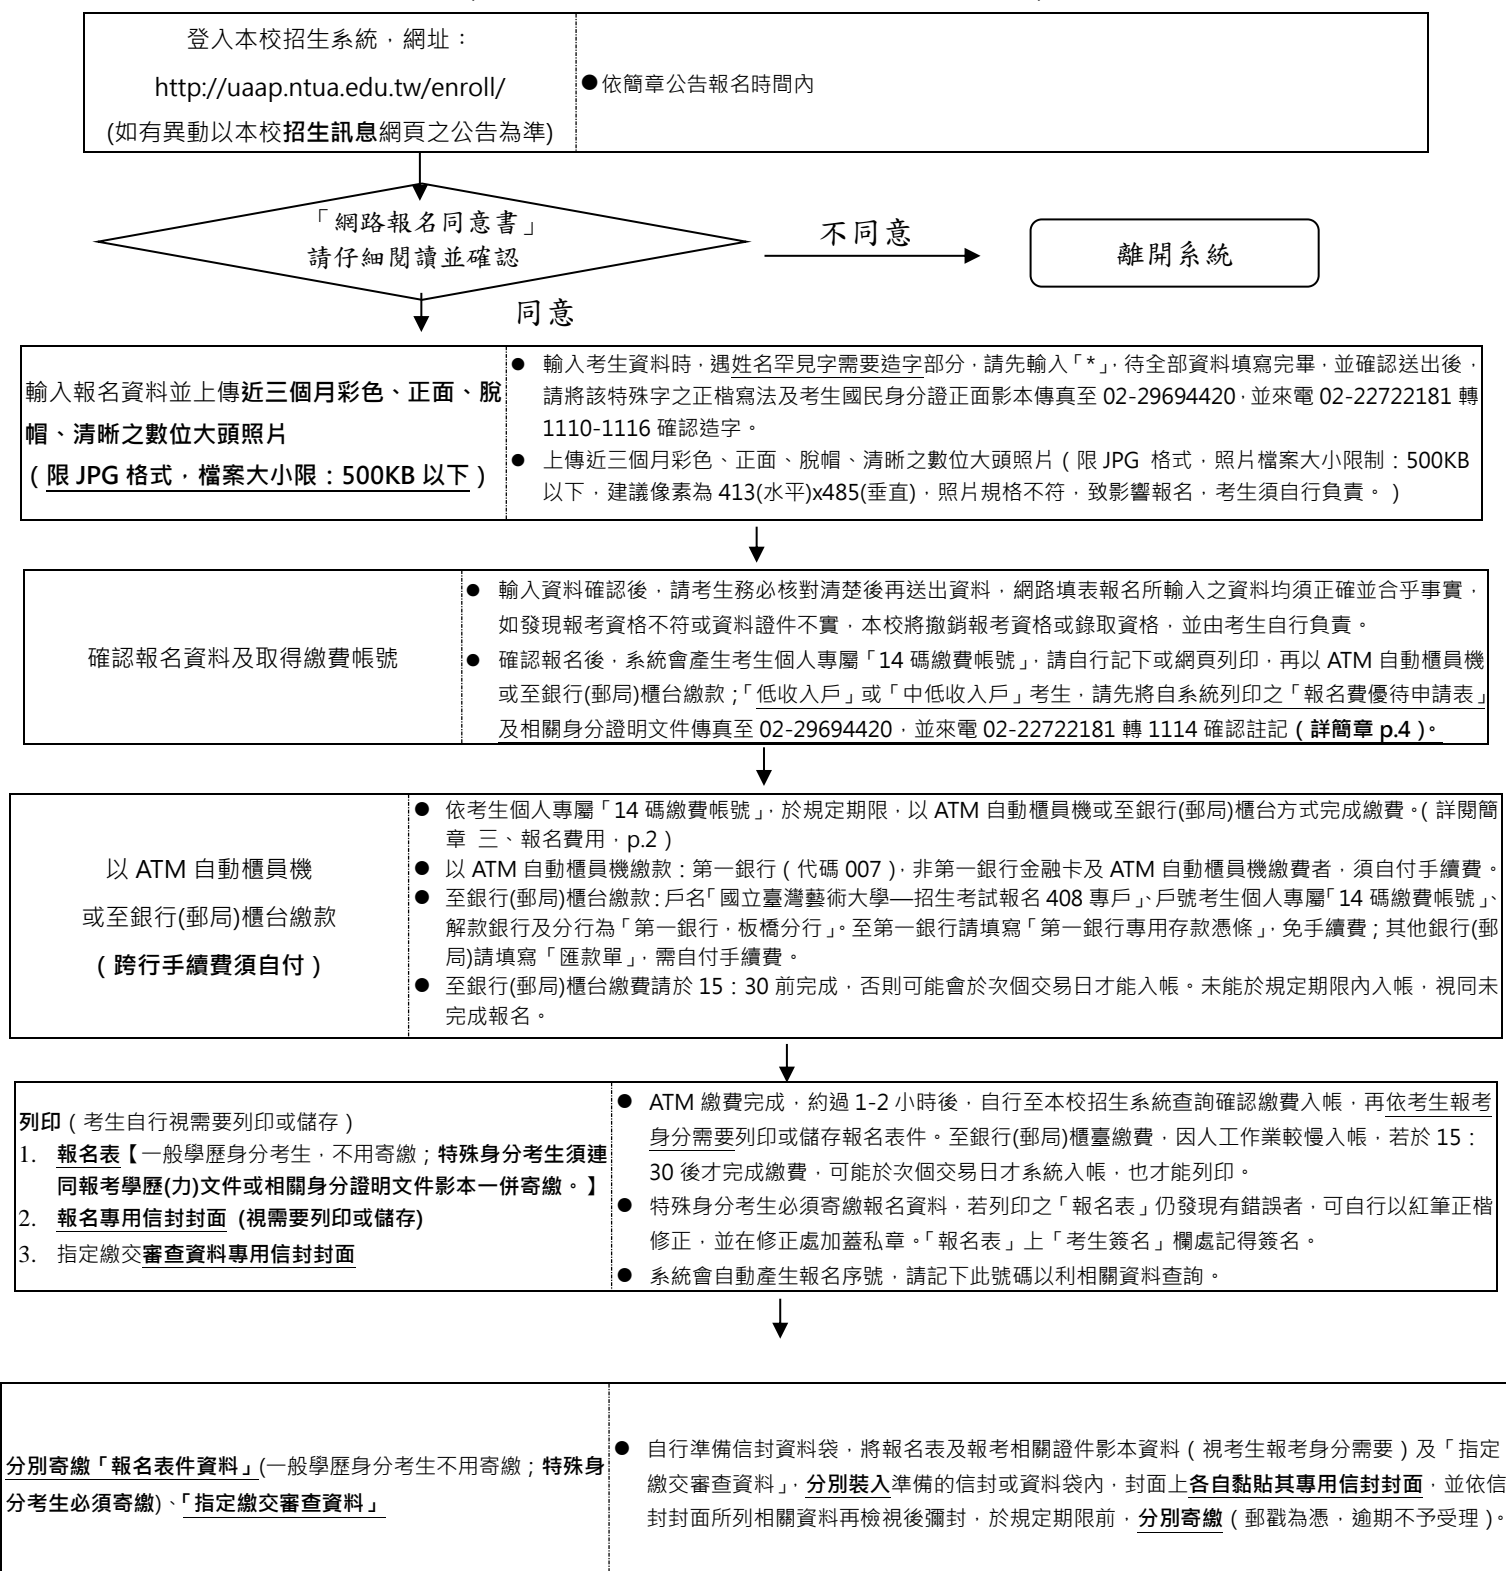 登入本校招生系統，網址：
http://uaap.ntua.edu.tw/enroll/
(如有異動以本校招生訊息網頁之公告為準)
●依簡章公告報名時間內
「網路報名同意書」
請仔細閱讀並確認
不同意
離開系統
同意
輸入報名資料並上傳近三個月彩色、正面、脫
帽、清晰之數位大頭照片
（限 JPG 格式，檔案大小限：500KB 以下）
● 輸入考生資料時，遇姓名罕見字需要造字部分，請先輸入「*」，待全部資料填寫完畢，並確認送出後，
請將該特殊字之正楷寫法及考生國民身分證正面影本傳真至 02-29694420，並來電 02-22722181 轉
1110-1116 確認造字。
● 上傳近三個月彩色、正面、脫帽、清晰之數位大頭照片（限 JPG 格式，照片檔案大小限制：500KB
以下，建議像素為 413(水平)x485(垂直)，照片規格不符，致影響報名，考生須自行負責。）
確認報名資料及取得繳費帳號
● 輸入資料確認後，請考生務必核對清楚後再送出資料，網路填表報名所輸入之資料均須正確並合乎事實，
如發現報考資格不符或資料證件不實，本校將撤銷報考資格或錄取資格，並由考生自行負責。
● 確認報名後，系統會產生考生個人專屬「14 碼繳費帳號」，請自行記下或網頁列印，再以 ATM 自動櫃員機
或至銀行(郵局)櫃台繳款；「低收入戶」或「中低收入戶」考生，請先將自系統列印之「報名費優待申請表」
及相關身分證明文件傳真至 02-29694420，並來電 02-22722181 轉 1114 確認註記（詳簡章 p.4）。
以 ATM 自動櫃員機
或至銀行(郵局)櫃台繳款
（跨行手續費須自付）
● 依考生個人專屬「14 碼繳費帳號」，於規定期限，以 ATM 自動櫃員機或至銀行(郵局)櫃台方式完成繳費。（詳閱簡
章 三、報名費用，p.2）
● 以 ATM 自動櫃員機繳款：第一銀行（代碼 007），非第一銀行金融卡及 ATM 自動櫃員機繳費者，須自付手續費。
● 至銀行(郵局)櫃台繳款：戶名「國立臺灣藝術大學—招生考試報名 408 專戶」、戶號考生個人專屬「14 碼繳費帳號」、
解款銀行及分行為「第一銀行，板橋分行」。至第一銀行請填寫「第一銀行專用存款憑條」，免手續費；其他銀行(郵
局)請填寫「匯款單」，需自付手續費。
● 至銀行(郵局)櫃台繳費請於 15：30 前完成，否則可能會於次個交易日才能入帳。未能於規定期限內入帳，視同未
完成報名。
列印（考生自行視需要列印或儲存）
1. 報名表【一般學歷身分考生，不用寄繳；特殊身分考生須連
同報考學歷(力)文件或相關身分證明文件影本一併寄繳。】
2. 報名專用信封封面 (視需要列印或儲存)
3. 指定繳交審查資料專用信封封面
● ATM 繳費完成，約過 1-2 小時後，自行至本校招生系統查詢確認繳費入帳，再依考生報考
身分需要列印或儲存報名表件。至銀行(郵局)櫃臺繳費，因人工作業較慢入帳，若於 15：
30 後才完成繳費，可能於次個交易日才系統入帳，也才能列印。
● 特殊身分考生必須寄繳報名資料，若列印之「報名表」仍發現有錯誤者，可自行以紅筆正楷
修正，並在修正處加蓋私章。「報名表」上「考生簽名」欄處記得簽名。
● 系統會自動產生報名序號，請記下此號碼以利相關資料查詢。
分別寄繳「報名表件資料」(一般學歷身分考生不用寄繳；特殊身
分考生必須寄繳)、「指定繳交審查資料」
● 自行準備信封資料袋，將報名表及報考相關證件影本資料（視考生報考身分需要）及「指定
繳交審查資料」，分別裝入準備的信封或資料袋內，封面上各自黏貼其專用信封封面，並依信
封封面所列相關資料再檢視後彌封，於規定期限前，分別寄繳（郵戳為憑，逾期不予受理）。